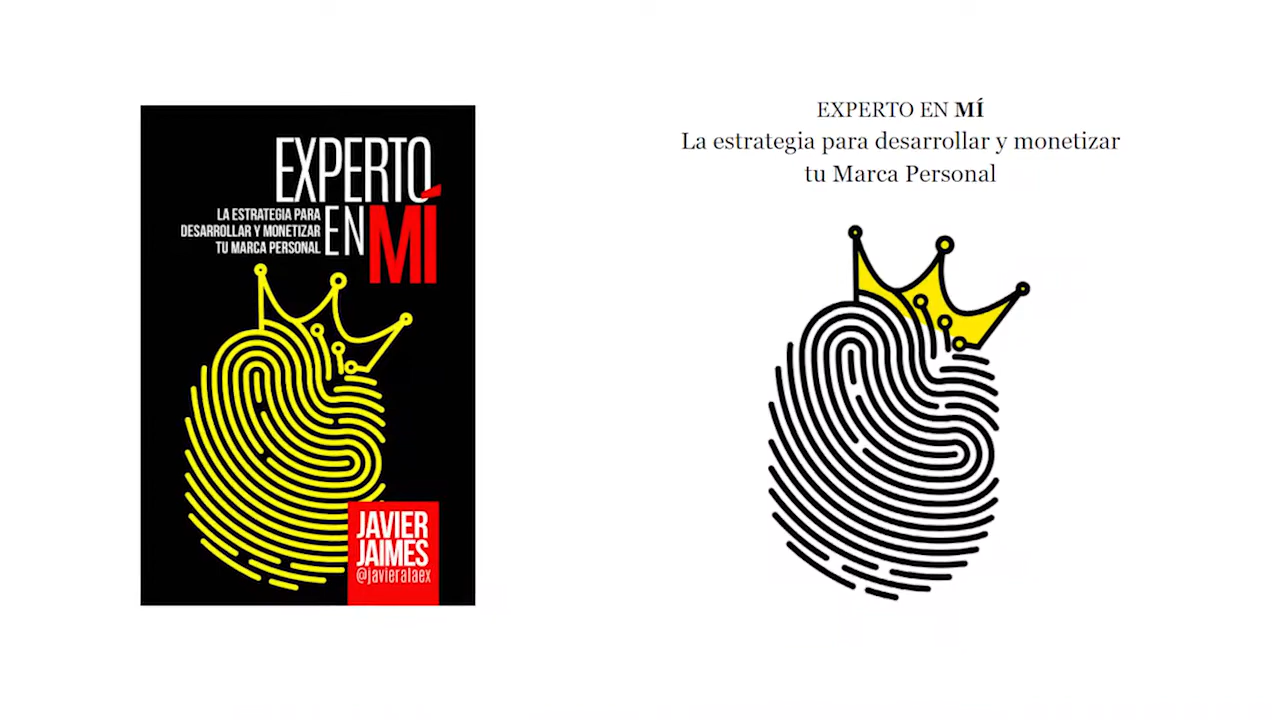 EXPERTO
LA ESTRATEGIA PARA
DESARROLLAR Y MONETIZAR
TU MARCA PERSONAL
EN MÍ
JAVIER
JAIMES
@javieralaex
EXPERTO EN MÍ
La estrategia para desarrollar y monetizar
tu Marca Personal